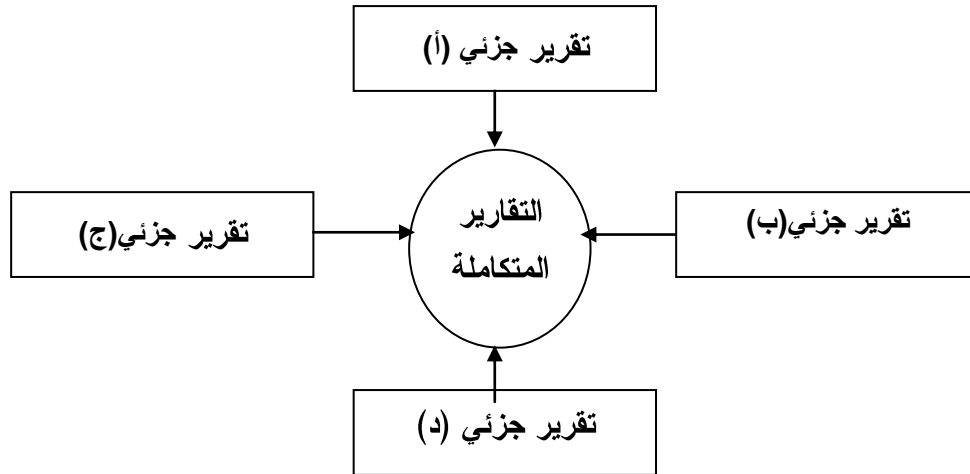 تقرير جزئي (أ)
تقرير جزئي(ب)
التقارير
المتكاملة
تقرير جزئي(ج)
تقرير جزئي (د)